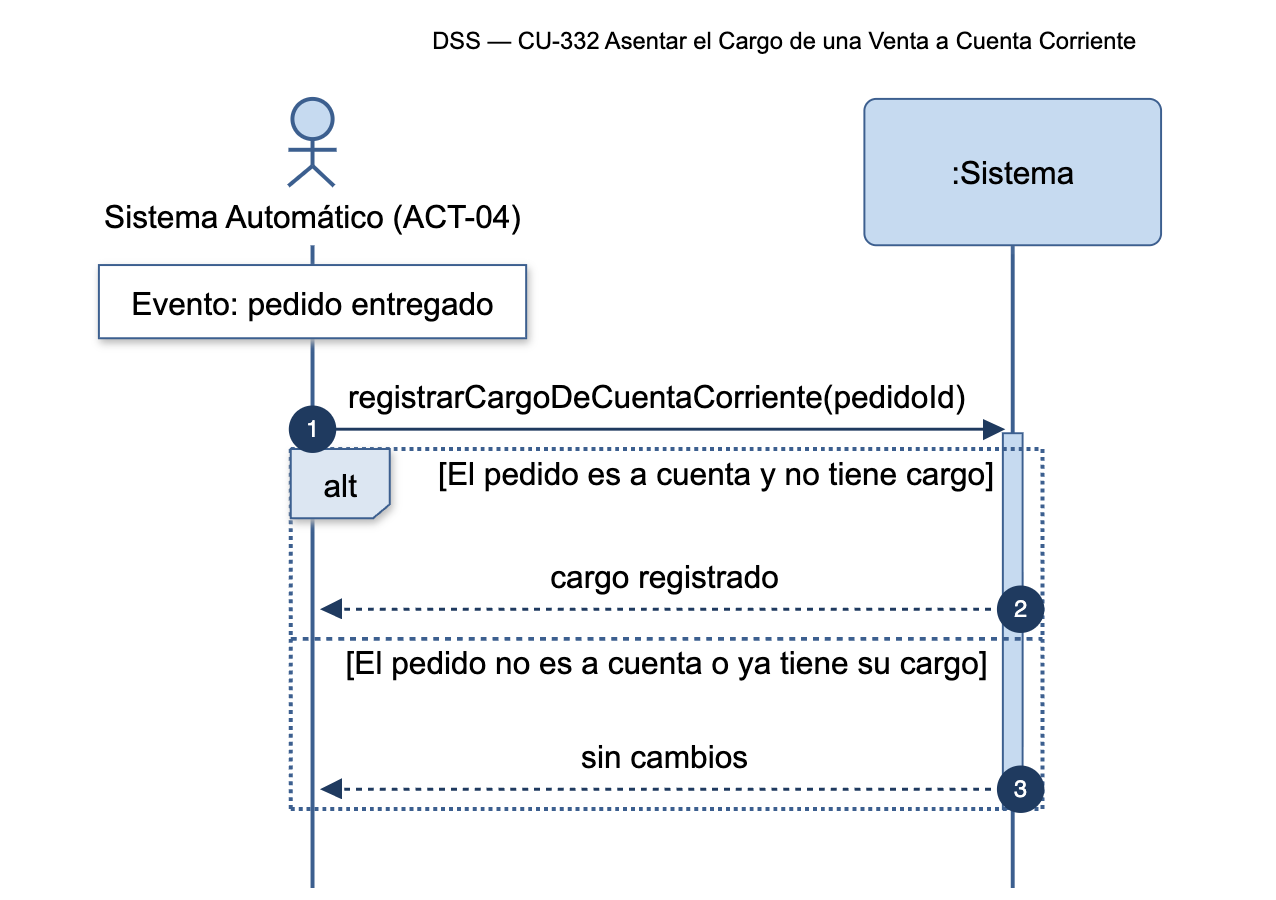 DSS — CU-332 Asentar el Cargo de una Venta a Cuenta Corriente
:Sistema
Sistema Automático (ACT-04)
Evento: pedido entregado
registrarCargoDeCuentaCorriente(pedidoId)
1
alt
[El pedido es a cuenta y no tiene cargo]
cargo registrado
2
[El pedido no es a cuenta o ya tiene su cargo]
sin cambios
3